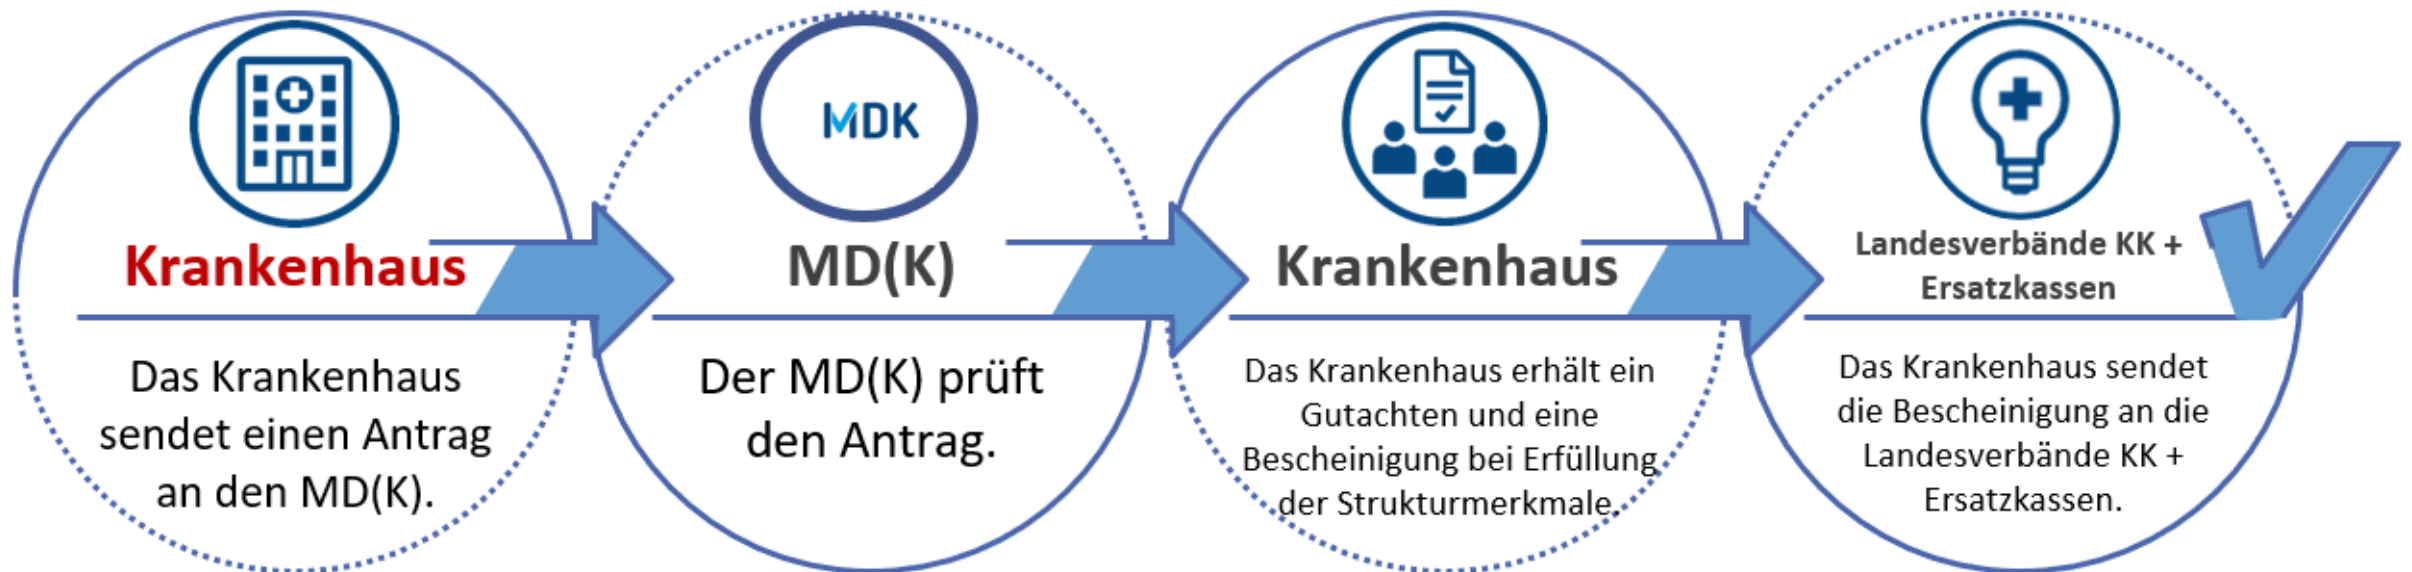 MDK
Krankenhaus
Das Krankenhaus
sendet einen Antrag
an den MD(K).
MD(K)
Der MD(K) prüft
den Antrag.
Krankenhaus
Das Krankenhaus erhält ein
Gutachten und eine
Bescheinigung bei Erfüllung
der Strukturmerkmale.
Landesverbände KK +
Ersatzkassen
Das Krankenhaus sendet
die Bescheinigung an die
Landesverbände KK +
Ersatzkassen.